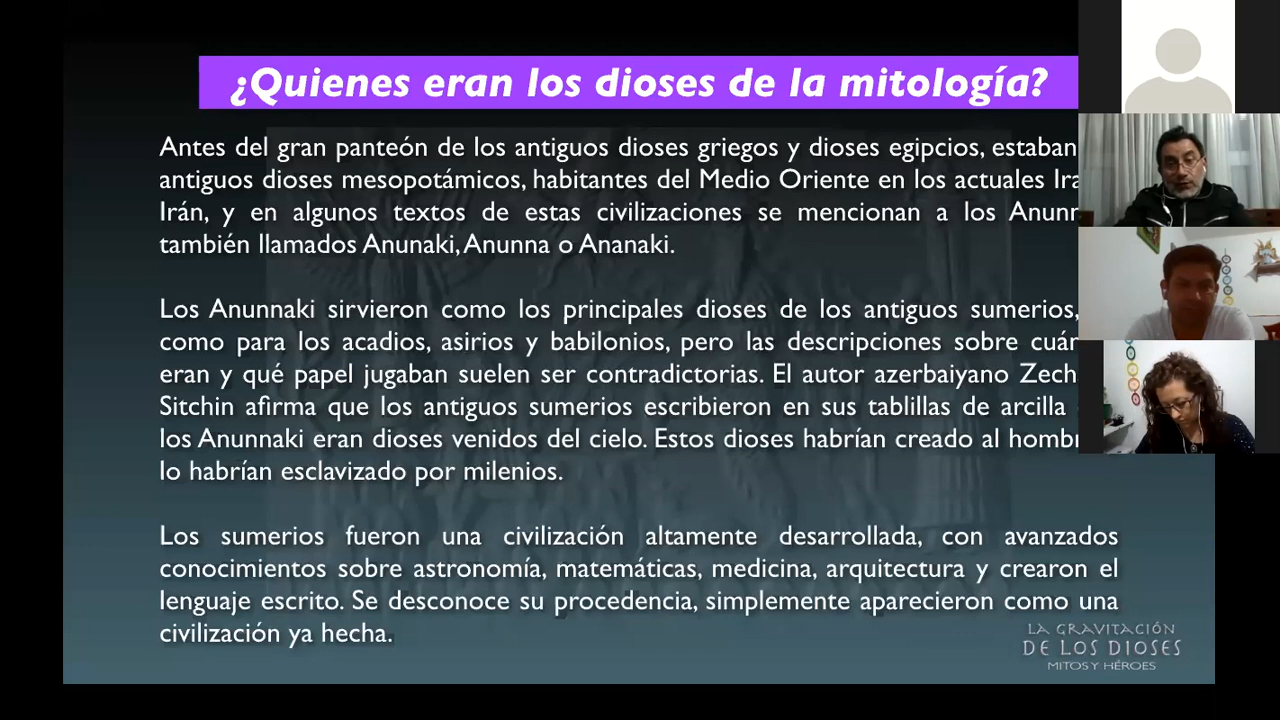 ¿Quienes eran los dioses de la mitología?
Antes del gran panteón de los antiguos dioses griegos y dioses egipcios, estaban
antiguos dioses mesopotámicos, habitantes del Medio Oriente en los actuales
Irán, y en algunos textos de estas civilizaciones se mencionan a los
también llamados Anunaki, Anunna o Ananaki.
Los Anunnaki sirvieron como los principales dioses de los antiguos sumerios,
como para los acadios, asirios y babilonios, pero las descripciones sobre
eran y qué papel jugaban suelen ser contradictorias. El autor azerbaiyano
Sitchin afirma que los antiguos sumerios escribieron en sus tablillas de arcilla
los Anunnaki eran dioses venidos del cielo. Estos dioses habrían creado al
lo habrían esclavizado por milenios.
Los sumerios fueron una civilización altamente desarrollada, con avanzados
conocimientos sobre astronomía, matemáticas, medicina, arquitectura y crearon el
lenguaje escrito. Se desconoce su procedencia, simplemente aparecieron como una
civilización ya hecha.
LA GRAVITACIÓN
DE LOS DIOSES
MITOS Y HÉROES